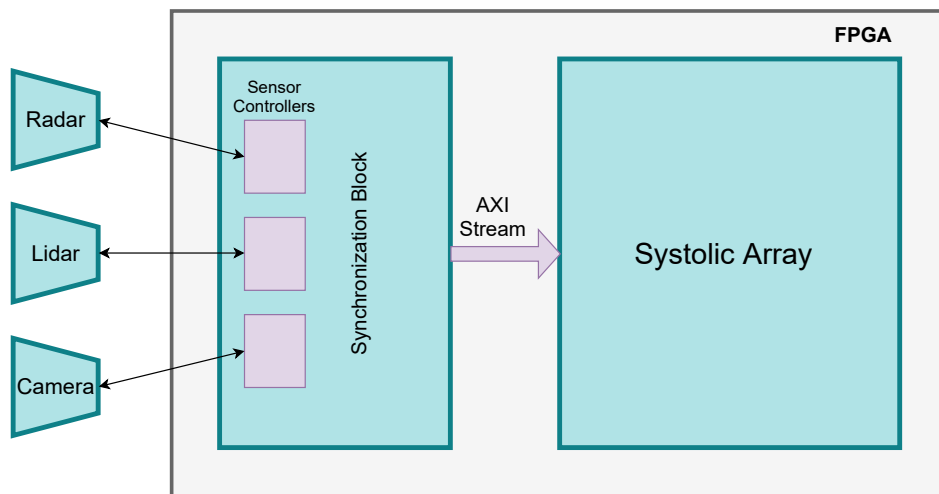 FPGA
Sensor
Controllers
Radar
Lidar
Camera
Synchronization Block
AXI
Stream
Systolic Array